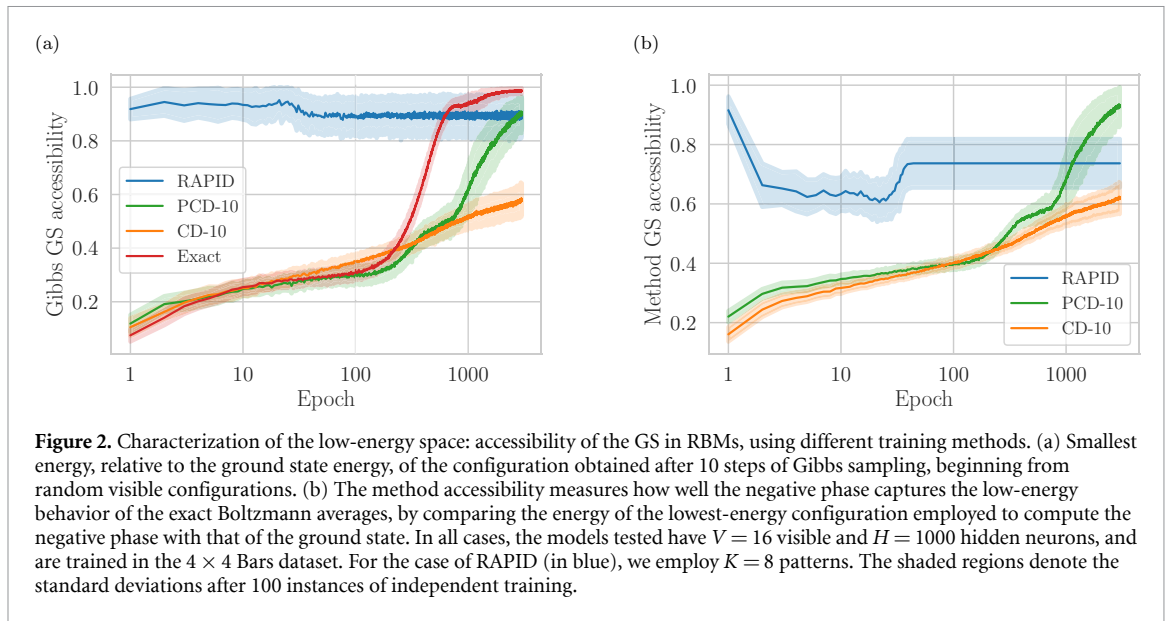 (a)
(b)
Gibbs GS accessibility
1.0
0.8
0.6
0.4
0.2
RAPID
PCD-10
CD-10
Exact
1
10
100
1000
Epoch
Method GS accessibility
1.0
0.8
0.6
0.4
0.2
RAPID
PCD-10
CD-10
1
10
100
1000
Epoch
Figure 2. Characterization of the low-energy space: accessibility of the GS in RBMs, using different training methods. (a) Smallest
energy, relative to the ground state energy, of the configuration obtained after 10 steps of Gibbs sampling, beginning from
random visible configurations. (b) The method accessibility measures how well the negative phase captures the low-energy
behavior of the exact Boltzmann averages, by comparing the energy of the lowest-energy configuration employed to compute the
negative phase with that of the ground state. In all cases, the models tested have V = 16 visible and H = 1000 hidden neurons, and
are trained in the 4 × 4 Bars dataset. For the case of RAPID (in blue), we employ K = 8 patterns. The shaded regions denote the
standard deviations after 100 instances of independent training.